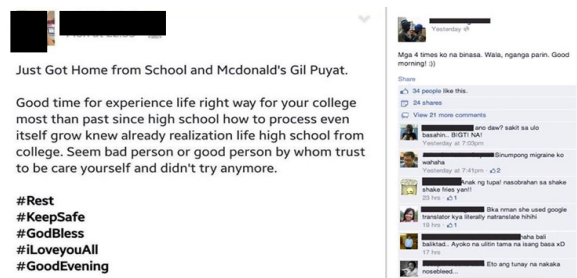 Just Got Home from School and Mcdonald's Gil Puyat.
Good time for experience life right way for your college
most than past since high school how to process even
itself grow knew already realization life high school from
college. Seem bad person or good person by whom trust
to be care yourself and didn't try anymore.
#Rest
#KeepSafe
#GodBless
#iLoveyouAll
#GoodEvening
Yesterday
Mga 4 times ko na binasa. Wala, nganga parin. Good
morning! :))
Share
34 people like this.
24 shares
View 21 more comments
ano daw? sakit sa ulo
basahin.. BIGTI NA!
Yesterday at 7:03pm
Sinumpong migraine ko
wahaha
Yesterday at 7:41pm · 2
Anak ng tupa! nasobrahan sa shake
shake fries yan!!
23 hrs · 1
Bka nman she used google
translator kya literally natranslate hihihi
19 hrs · 1
haha bali
baliktad.. Ayoko na ulitin tama na isang basa xD
17 hrs
Eto ang tunay na nakaka
nosebleed...